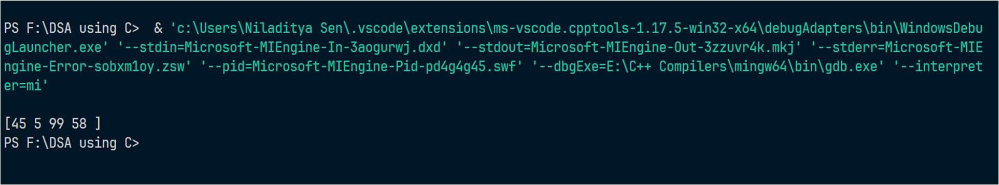 PS F:\DSA using C>  & 'c:\Users\Niladitya Sen\.vscode\extensions\ms-vscode.cpptools-1.17.5-win32-x64\debugAdapters\bin\WindowsDebu
gLauncher.exe' '--stdin=Microsoft-MIEngine-In-3aogurwj.dxd' '--stdout=Microsoft-MIEngine-Out-3zzuvr4k.mkj' '--stderr=Microsoft-MIE
ngine-Error-sobxm1oy.zsw' '--pid=Microsoft-MIEngine-Pid-pd4g4g45.swf' '--dbgExe=E:\C++ Compilers\mingw64\bin\gdb.exe' '--interpret
er=mi'
[45 5 99 58 ]
PS F:\DSA using C>